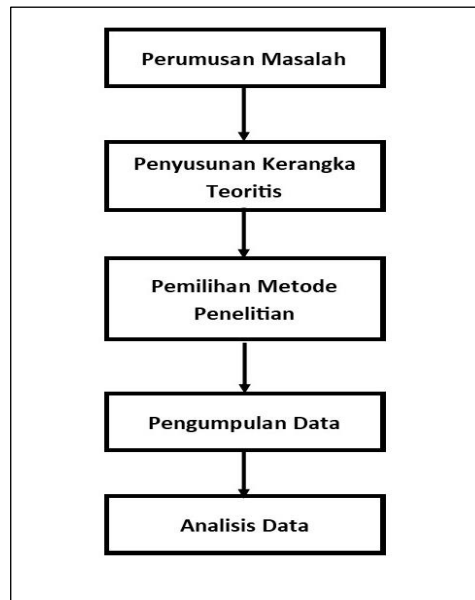 Perumusan Masalah
Penyusunan Kerangka
Teoritis
Pemilihan Metode
Penelitian
Pengumpulan Data
Analisis Data